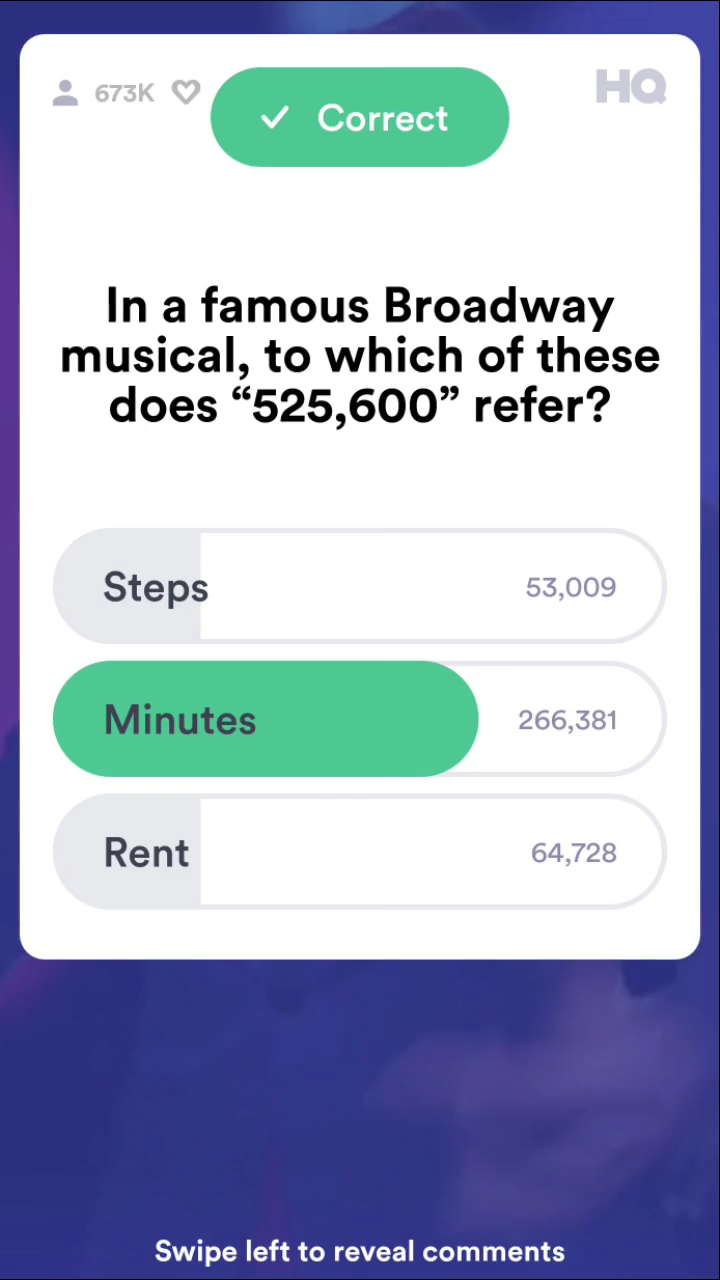 673K
HQ
Correct
In a famous Broadway
musical, to which of these
does “525,600” refer?
Steps 53,009
Minutes 266,381
Rent 64,728
Swipe left to reveal comments